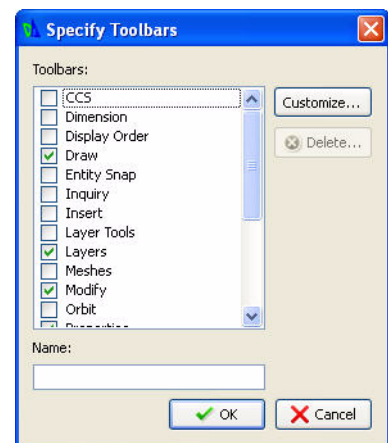 Specify Toolbars
Toolbars:
CCS
Dimension
Display Order
Draw
Entity Snap
Inquiry
Insert
Layer Tools
Layers
Meshes
Modify
Orbit
Customize...
Delete...
Name:
OK
Cancel